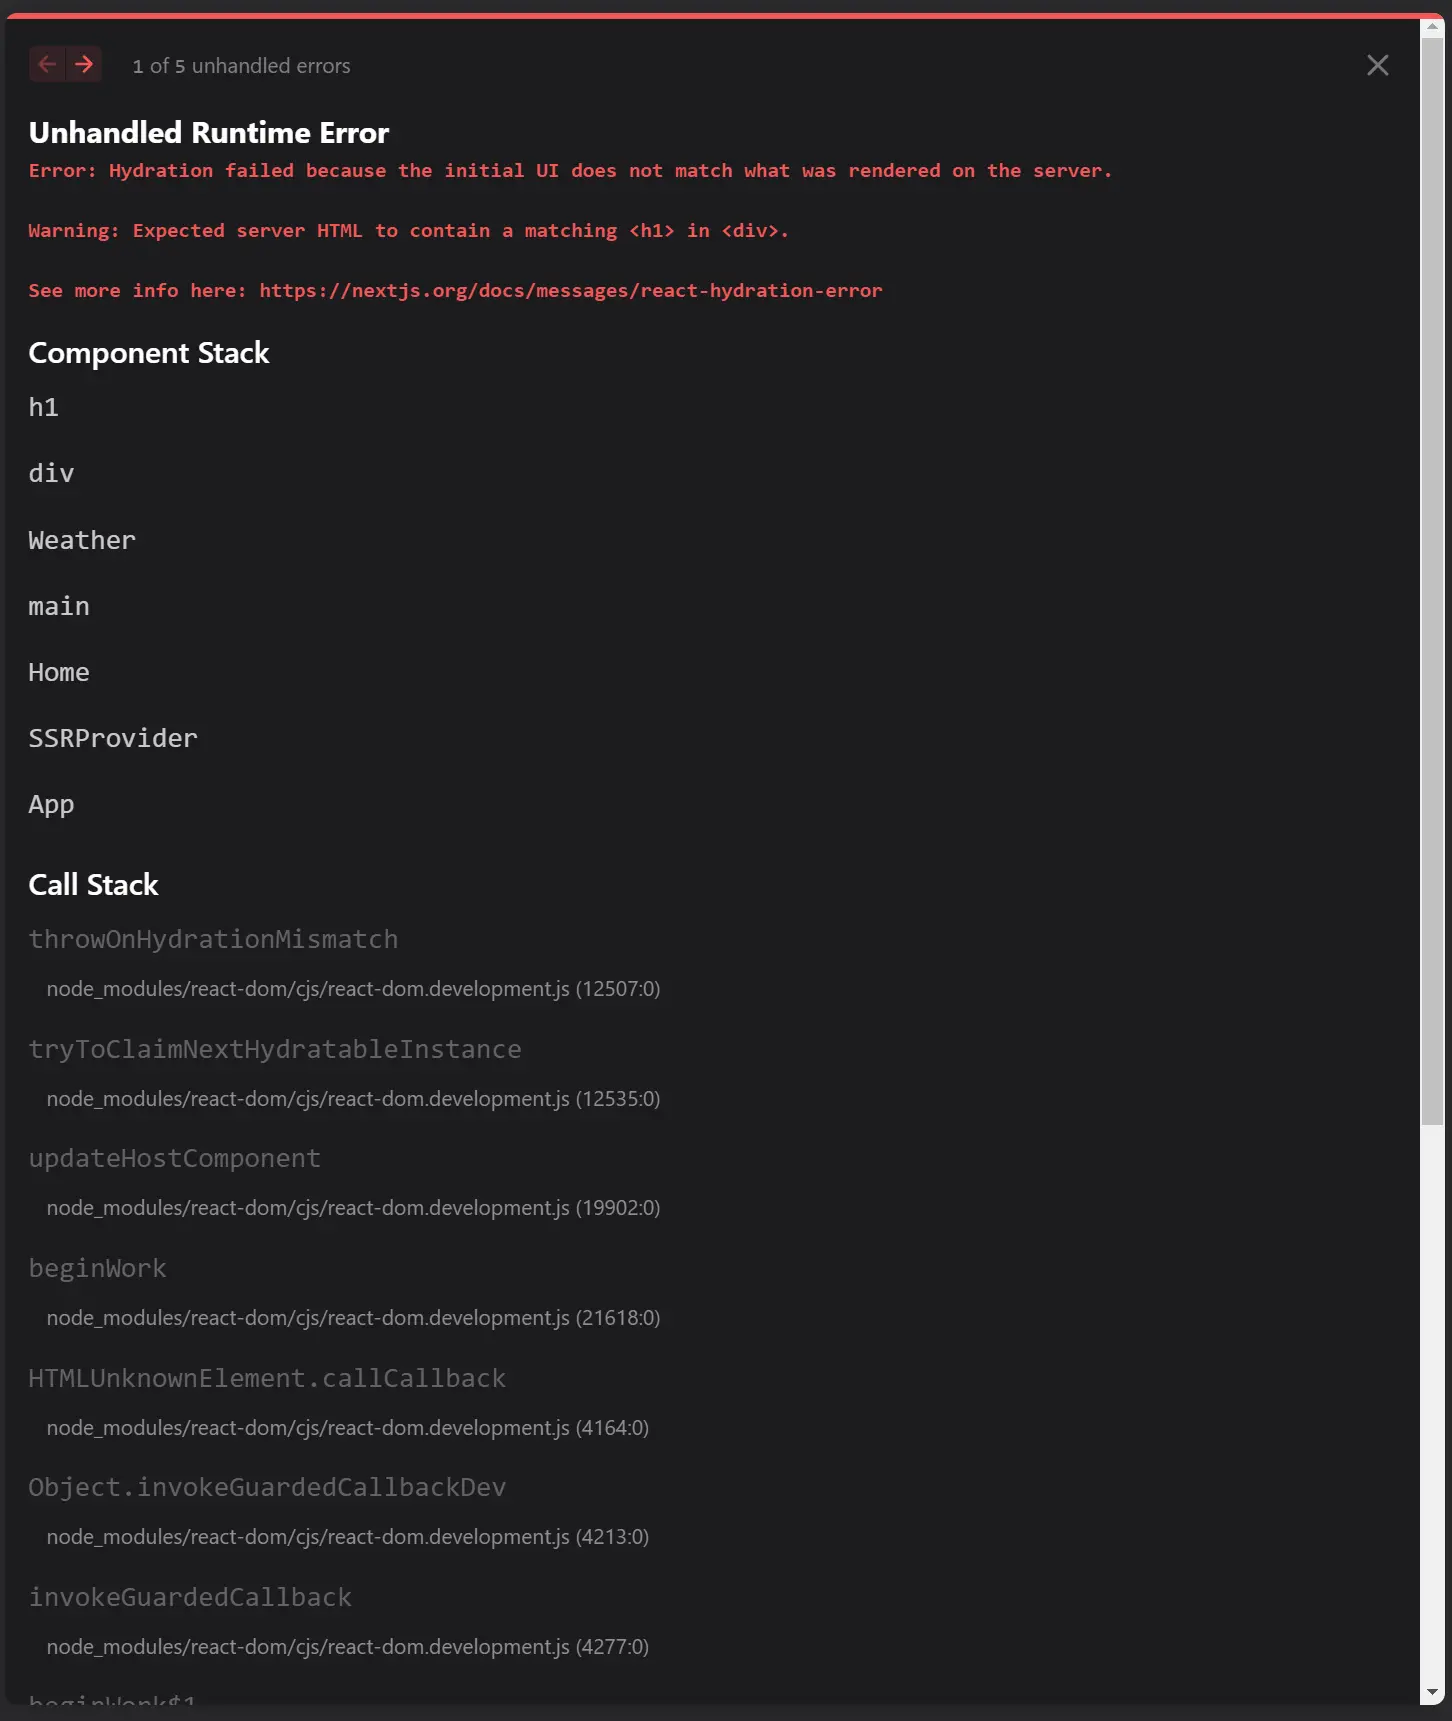 1 of 5 unhandled errors
Unhandled Runtime Error
Error: Hydration failed because the initial UI does not match what was rendered on the server.
Warning: Expected server HTML to contain a matching <h1> in <div>.
See more info here: https://nextjs.org/docs/messages/react-hydration-error
Component Stack
h1
div
Weather
main
Home
SSRProvider
App
Call Stack
throwOnHydrationMismatch
node_modules/react-dom/cjs/react-dom.development.js (12507:0)
tryToClaimNextHydratableInstance
node_modules/react-dom/cjs/react-dom.development.js (12535:0)
updateHostComponent
node_modules/react-dom/cjs/react-dom.development.js (19902:0)
beginWork
node_modules/react-dom/cjs/react-dom.development.js (21618:0)
HTMLUnknownElement.callCallback
node_modules/react-dom/cjs/react-dom.development.js (4164:0)
Object.invokeGuardedCallbackDev
node_modules/react-dom/cjs/react-dom.development.js (4213:0)
invokeGuardedCallback
node_modules/react-dom/cjs/react-dom.development.js (4277:0)
beginWork$1